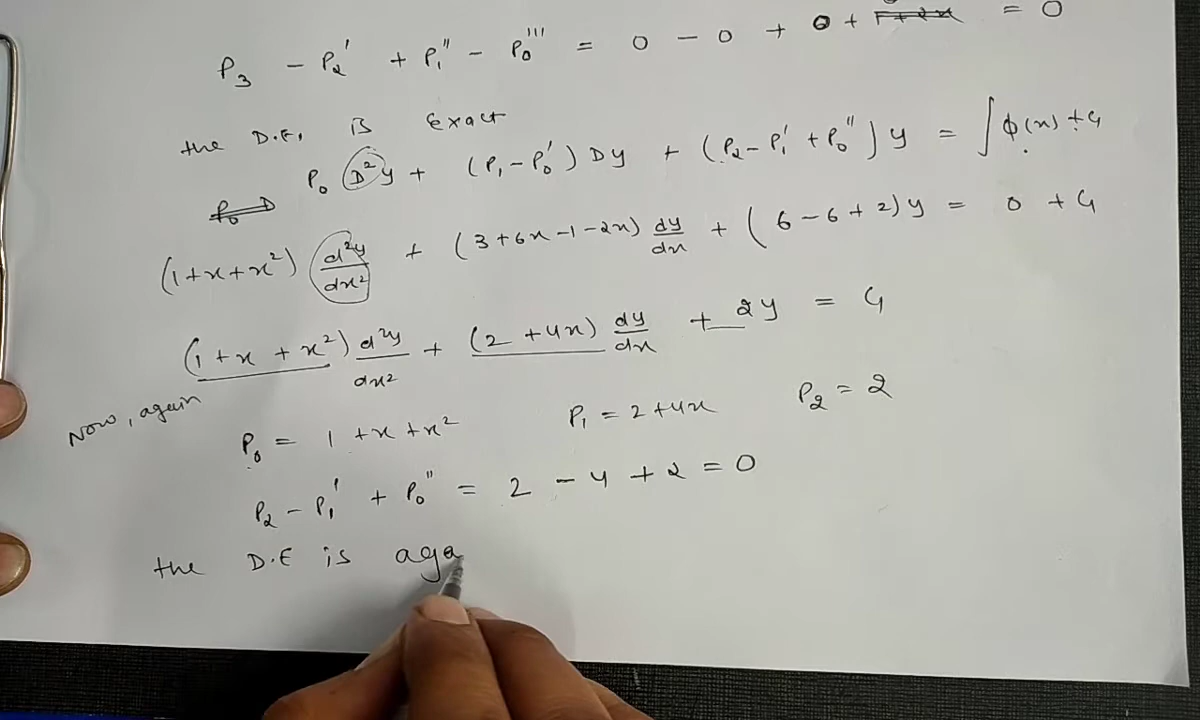 P₃ - P₂' + P₁'' - P₀''' = 0 - 0 + 0 + = 0
the D.E. is Exact
P₀ D²y + (P₁ - P₀') Dy + (P₂ - P₁' + P₀'') y = ∫ϕ(x) + C₁
(1+x+x²) d²y/dx² + (3+6x-1-2x) dy/dx + (6-6+2)y = 0 + C₁
(1+x+x²) d²y/dx² + (2+4x) dy/dx + 2y = C₁
Now, again
P₀ = 1+x+x² P₁ = 2+4x P₂ = 2
P₂ - P₁' + P₀'' = 2 - 4 + 2 = 0
the D.E is aga